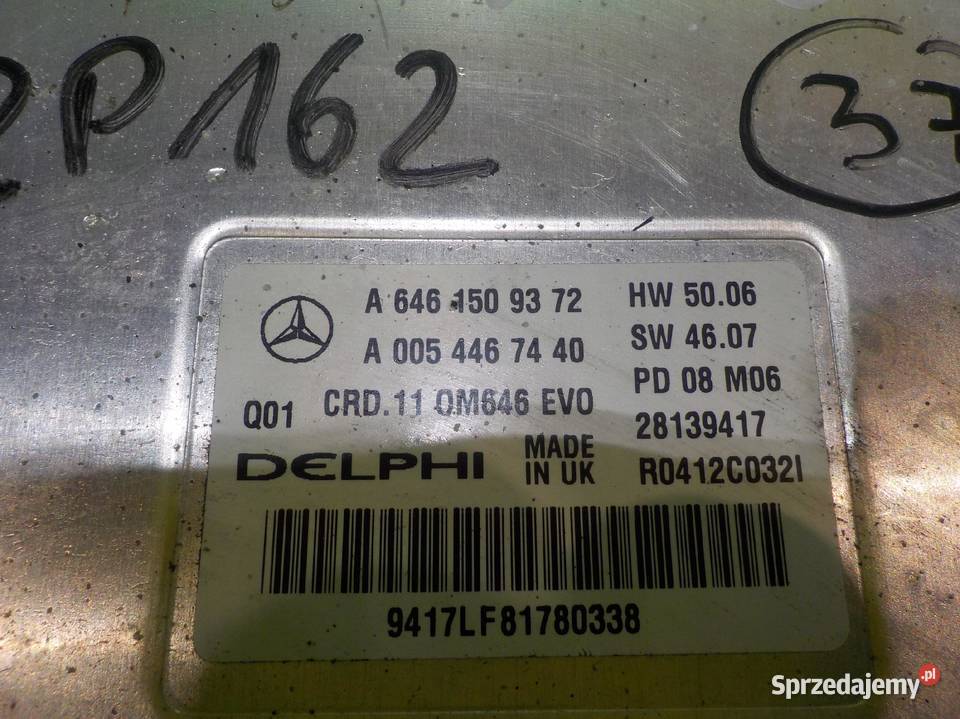 PP162
37
A 646 150 93 72
HW 50.06
A 005 446 74 40
SW 46.07
PD 08 M06
Q01
CRD.11 OM646 EVO
28139417
DELPHI
MADE IN UK
R0412C032I
9417LF81780338
Sprzedajemy.pl